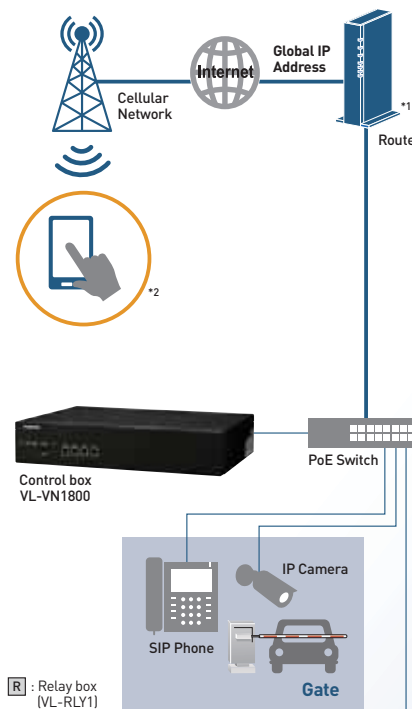 Internet
Global IP
Address
Cellular
Network
*1
Route
*2
PoE Switch
Control box
VL-VN1800
IP Camera
SIP Phone
Gate
R : Relay box
(VL-RLY1)